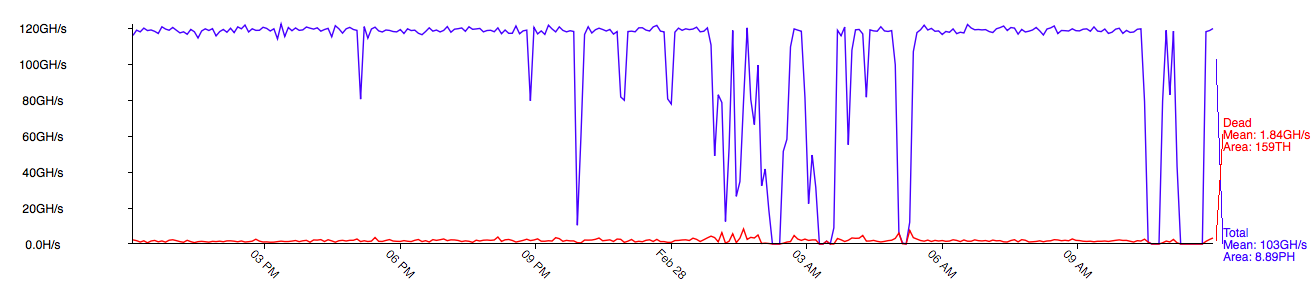 120GH/s
100GH/s
80GH/s
60GH/s
40GH/s
20GH/s
0.0H/s
03 PM
06 PM
09 PM
Feb 28
03 AM
06 AM
09 AM
Dead
Mean: 1.84GH/s
Area: 159TH
Total
Mean: 103GH/s
Area: 8.89PH